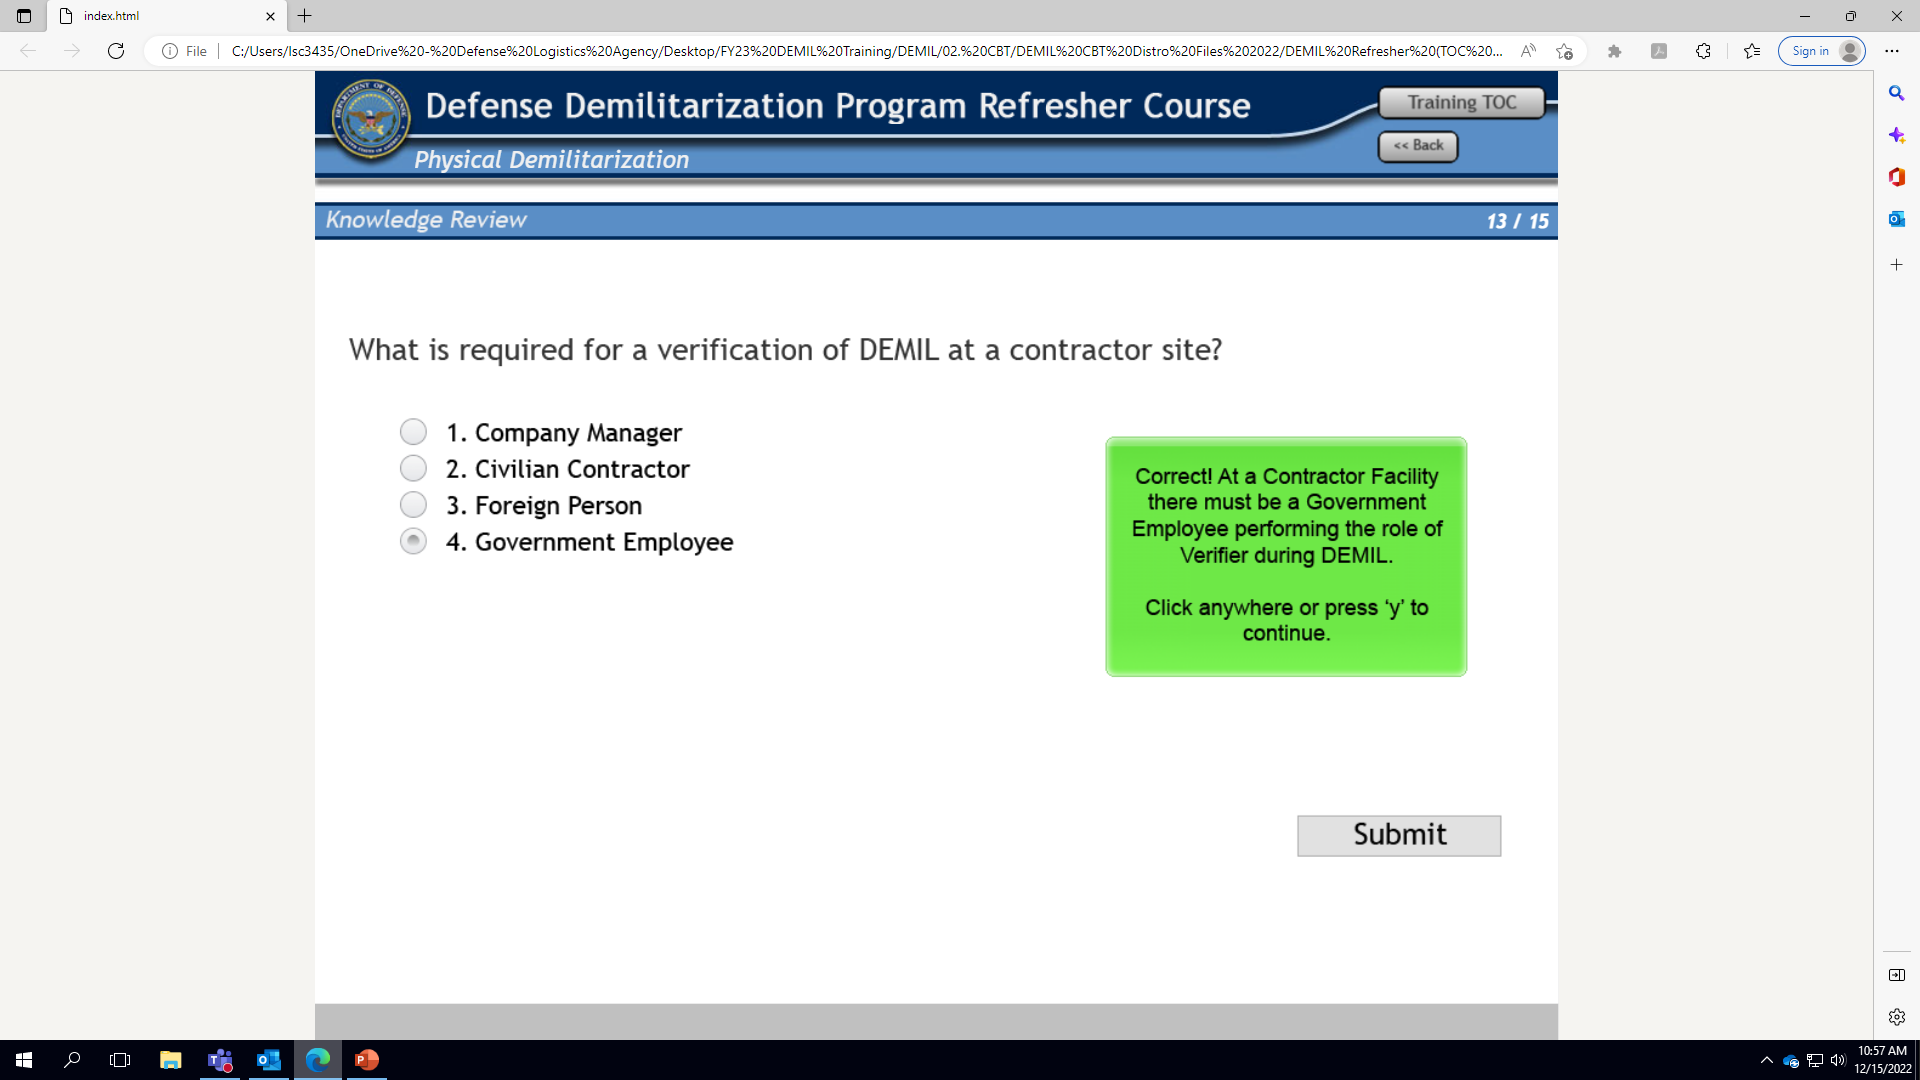 index.html
File
C:/Users/lsc3435/OneDrive%20-%20Defense%20Logistics%20Agency/Desktop/FY23%20DEMIL%20Training/DEMIL/02.%20CBT/DEMIL%20CBT%20Distro%20Files%202022/DEMIL%20Refresher%20(TOC%20...
Sign in
Defense Demilitarization Program Refresher Course
Training TOC
<< Back
Physical Demilitarization
Knowledge Review
13 / 15
What is required for a verification of DEMIL at a contractor site?
1. Company Manager
2. Civilian Contractor
3. Foreign Person
4. Government Employee
Correct! At a Contractor Facility
there must be a Government
Employee performing the role of
Verifier during DEMIL.
Click anywhere or press ‘y’ to
continue.
Submit
10:57 AM
12/15/2022